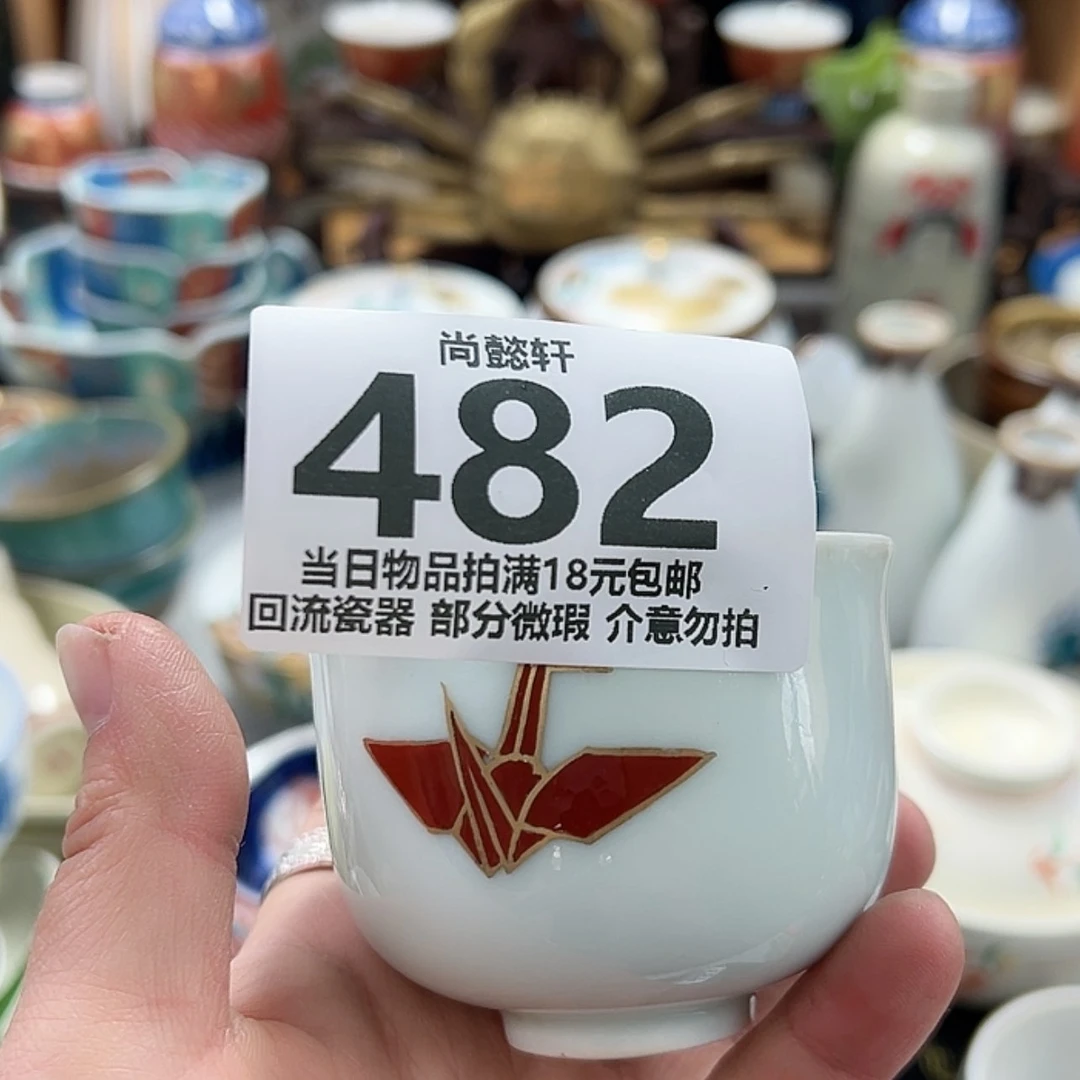 尚懿轩
482
当日物品拍满18元包邮
回流瓷器 部分微瑕 介意勿拍